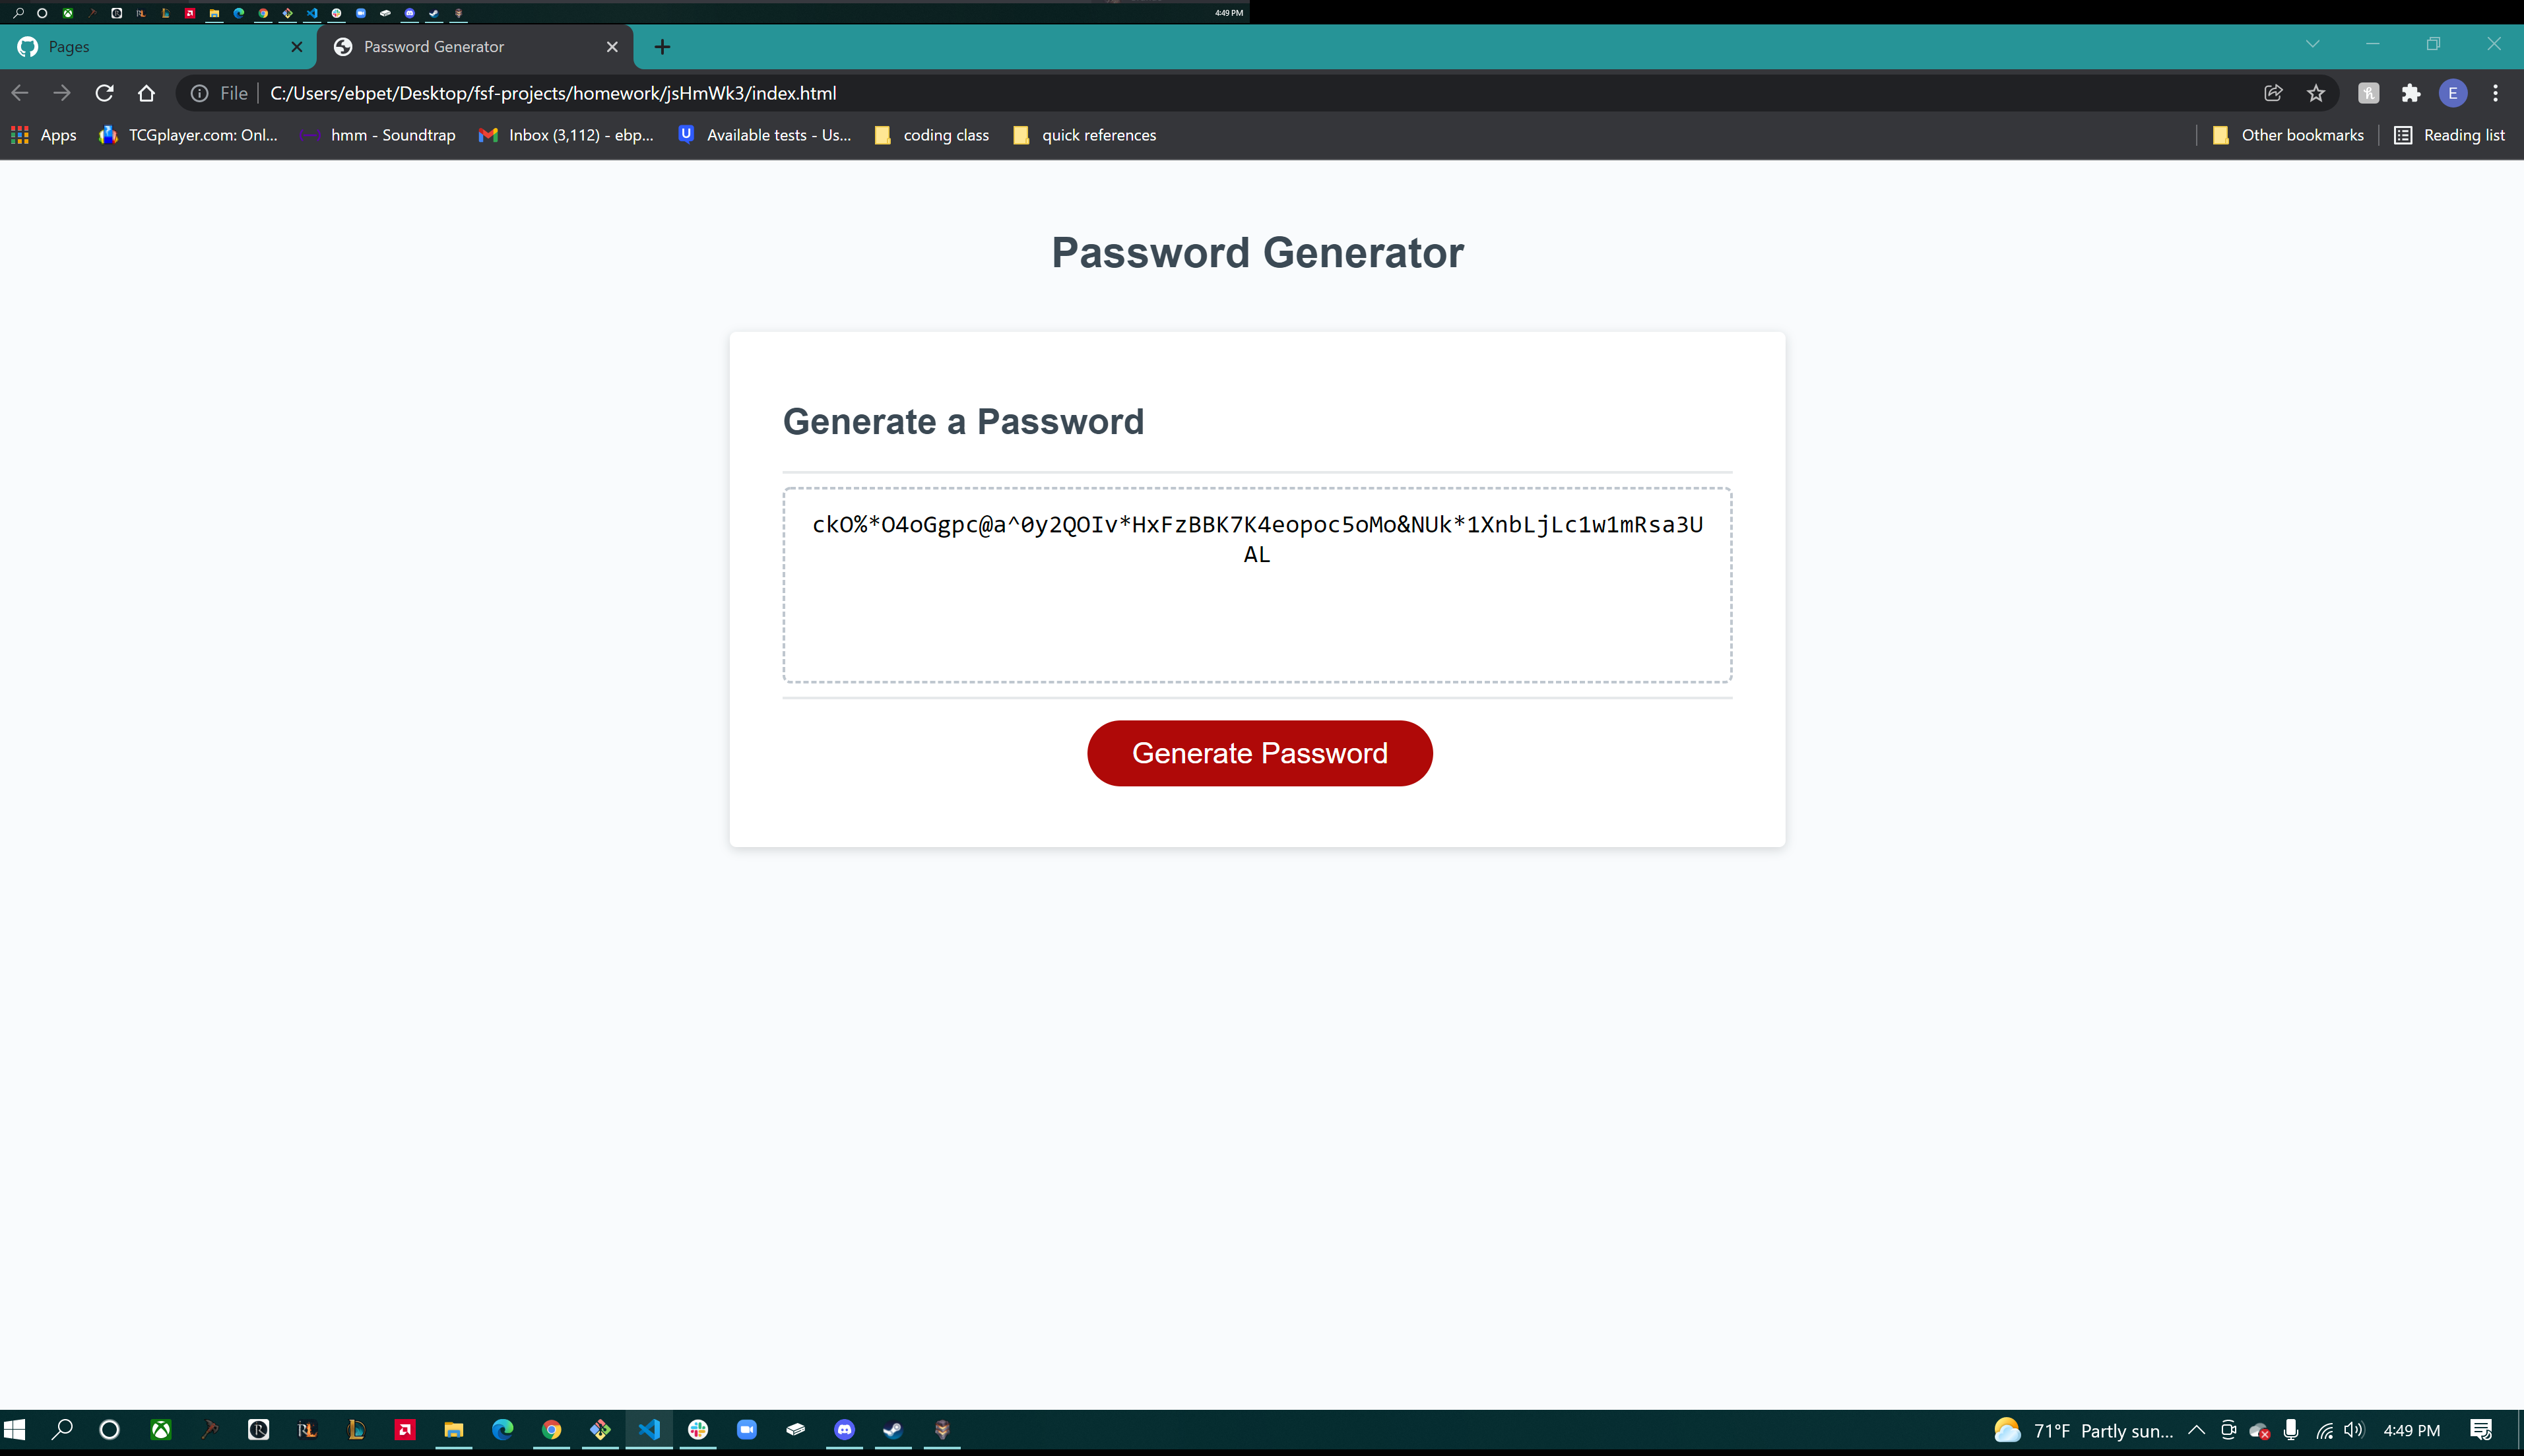 4:49 PM
Pages
Password Generator
File
C:/Users/ebpet/Desktop/fsf-projects/homework/jsHmWk3/index.html
E
Apps
TCGplayer.com: Onl...
hmm - Soundtrap
Inbox (3,112) - ebp...
Available tests - Us...
coding class
quick references
Other bookmarks
Reading list
Password Generator
Generate a Password
ckO%*O4oGgpc@a^0y2QOIv*HxFzBBK7K4eopoc5oMo&NUk*1XnbLjLc1w1mRsa3U
AL
Generate Password
71°F Partly sun...
4:49 PM